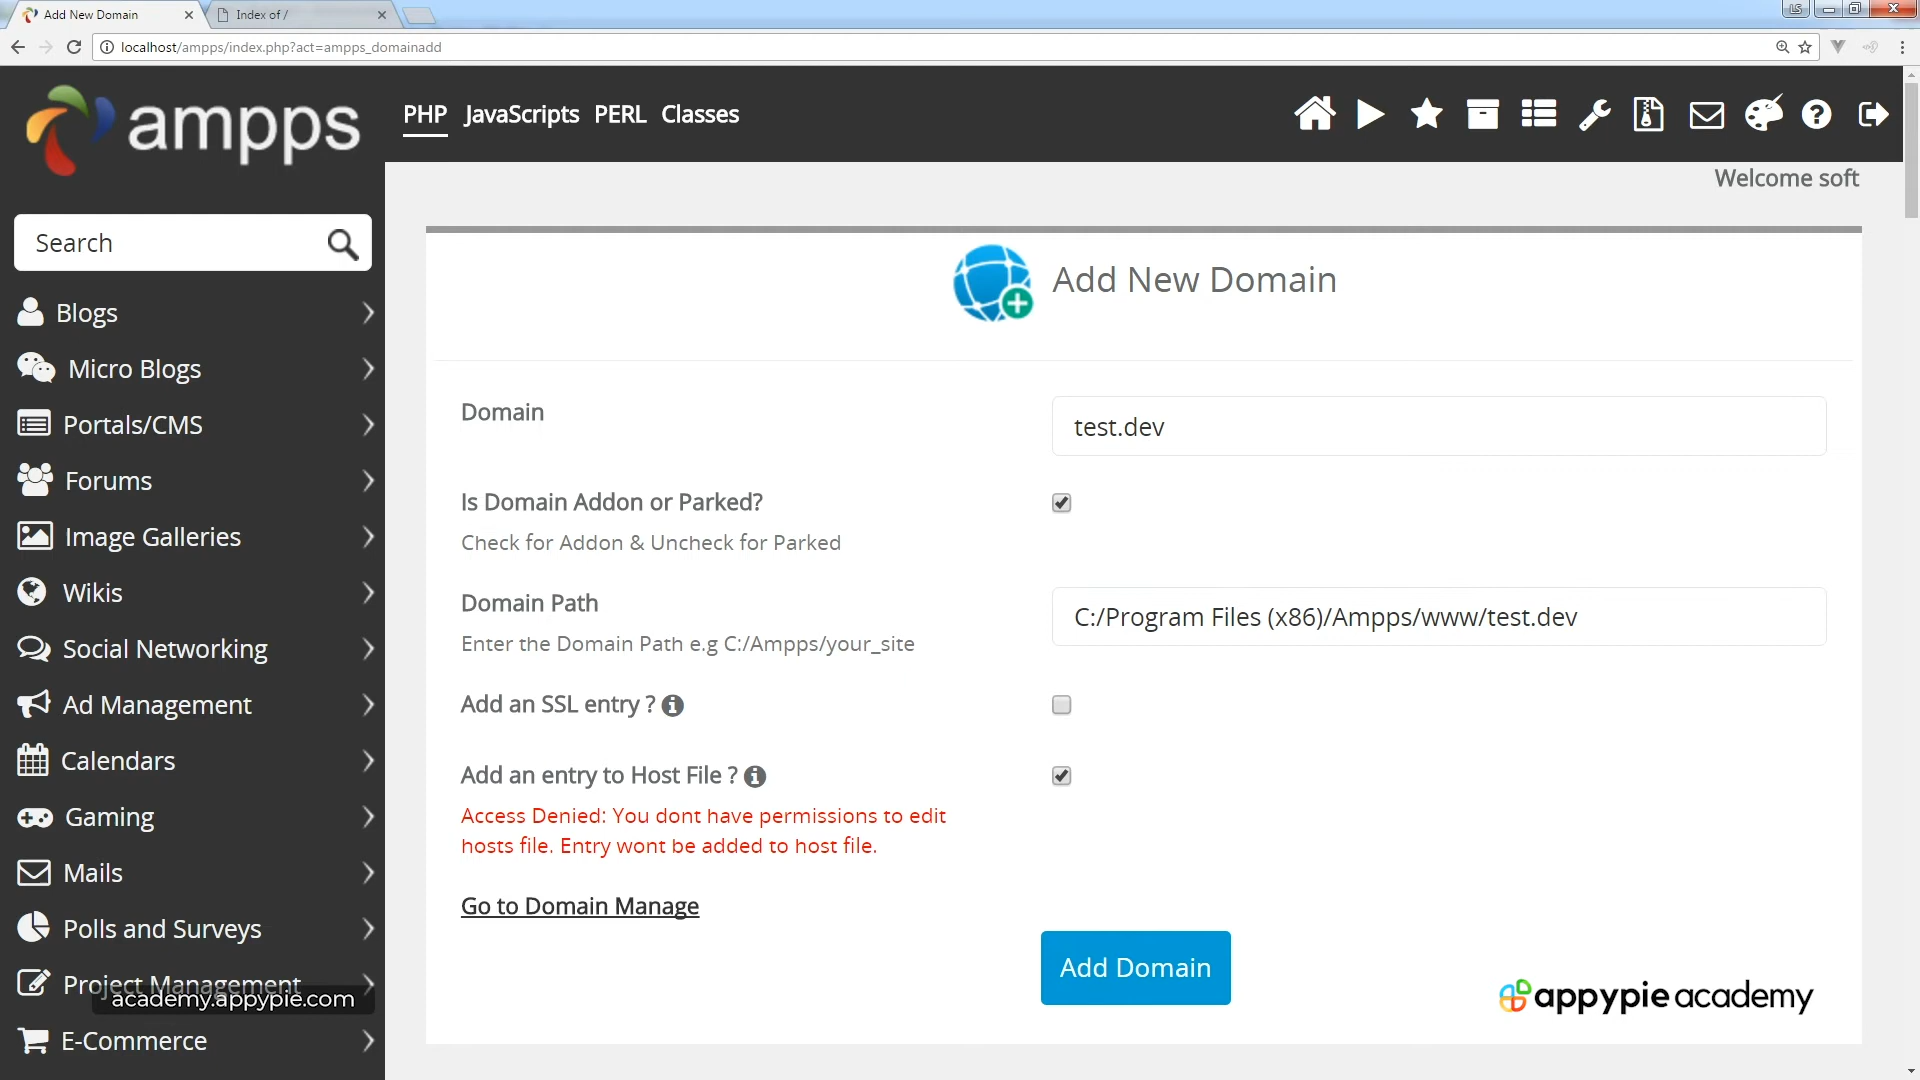 Add New Domain
Index of /
LS
localhost/ampps/index.php?act=ampps_domainadd
ampps
PHP JavaScripts PERL Classes
Welcome soft
Search
Blogs
Micro Blogs
Portals/CMS
Forums
Image Galleries
Wikis
Social Networking
Ad Management
Calendars
Gaming
Mails
Polls and Surveys
Project Management
academy.appypie.com
E-Commerce
Add New Domain
Domain
test.dev
Is Domain Addon or Parked?
Check for Addon & Uncheck for Parked
Domain Path
C:/Program Files (x86)/Ampps/www/test.dev
Enter the Domain Path e.g C:/Ampps/your_site
Add an SSL entry ?
Add an entry to Host File ?
Access Denied: You dont have permissions to edit
hosts file. Entry wont be added to host file.
Go to Domain Manage
Add Domain
appypie academy